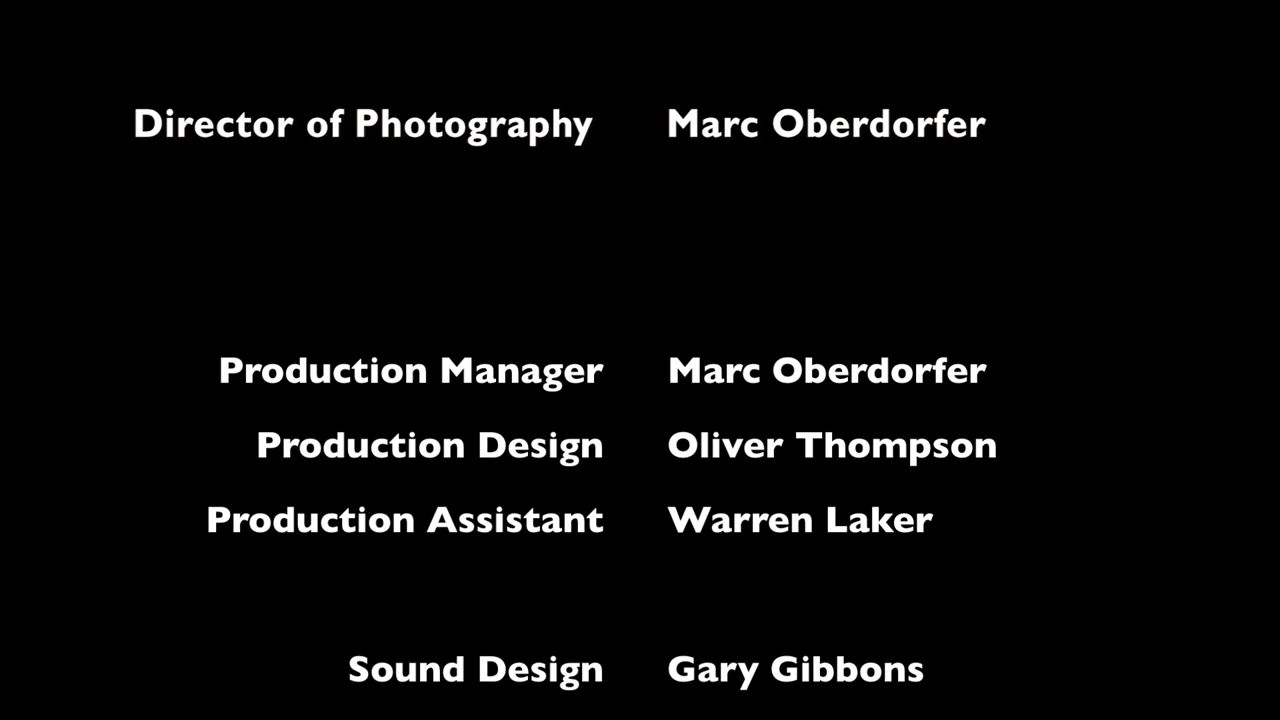 Director of Photography Marc Oberdorfer
Production Manager Marc Oberdorfer
Production Design Oliver Thompson
Production Assistant Warren Laker
Sound Design Gary Gibbons